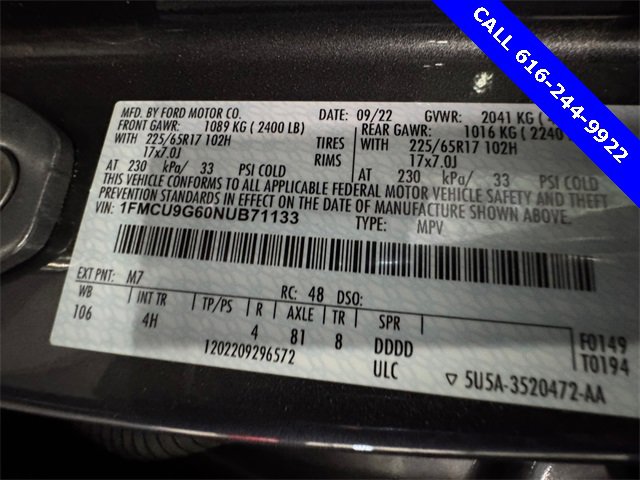 CALL 616-244-9922
MFD. BY FORD MOTOR CO. DATE: 09/22 GVWR: 2041 KG
FRONT GAWR: 1089 KG ( 2400 LB) REAR GAWR: 1016 KG ( 2240
WITH 225/65R17 102H TIRES WITH 225/65R17 102H
17x7.0J RIMS 17x7.0J
AT 230 kPa/ 33 PSI COLD AT 230 kPa/ 33 PSI COLD
THIS VEHICLE CONFORMS TO ALL APPLICABLE FEDERAL MOTOR VEHICLE SAFETY AND THEFT
PREVENTION STANDARDS IN EFFECT ON THE DATE OF MANUFACTURE SHOWN ABOVE.
VIN: 1FMCU9G60NUB71133 TYPE: MPV
EXT PNT: M7 RC: 48 DSO:
WB INT TR TP/PS R AXLE TR SPR
106 4H 4 81 8 DDDD F0149
1202209296572 ULC T0194
5U5A-3520472-AA